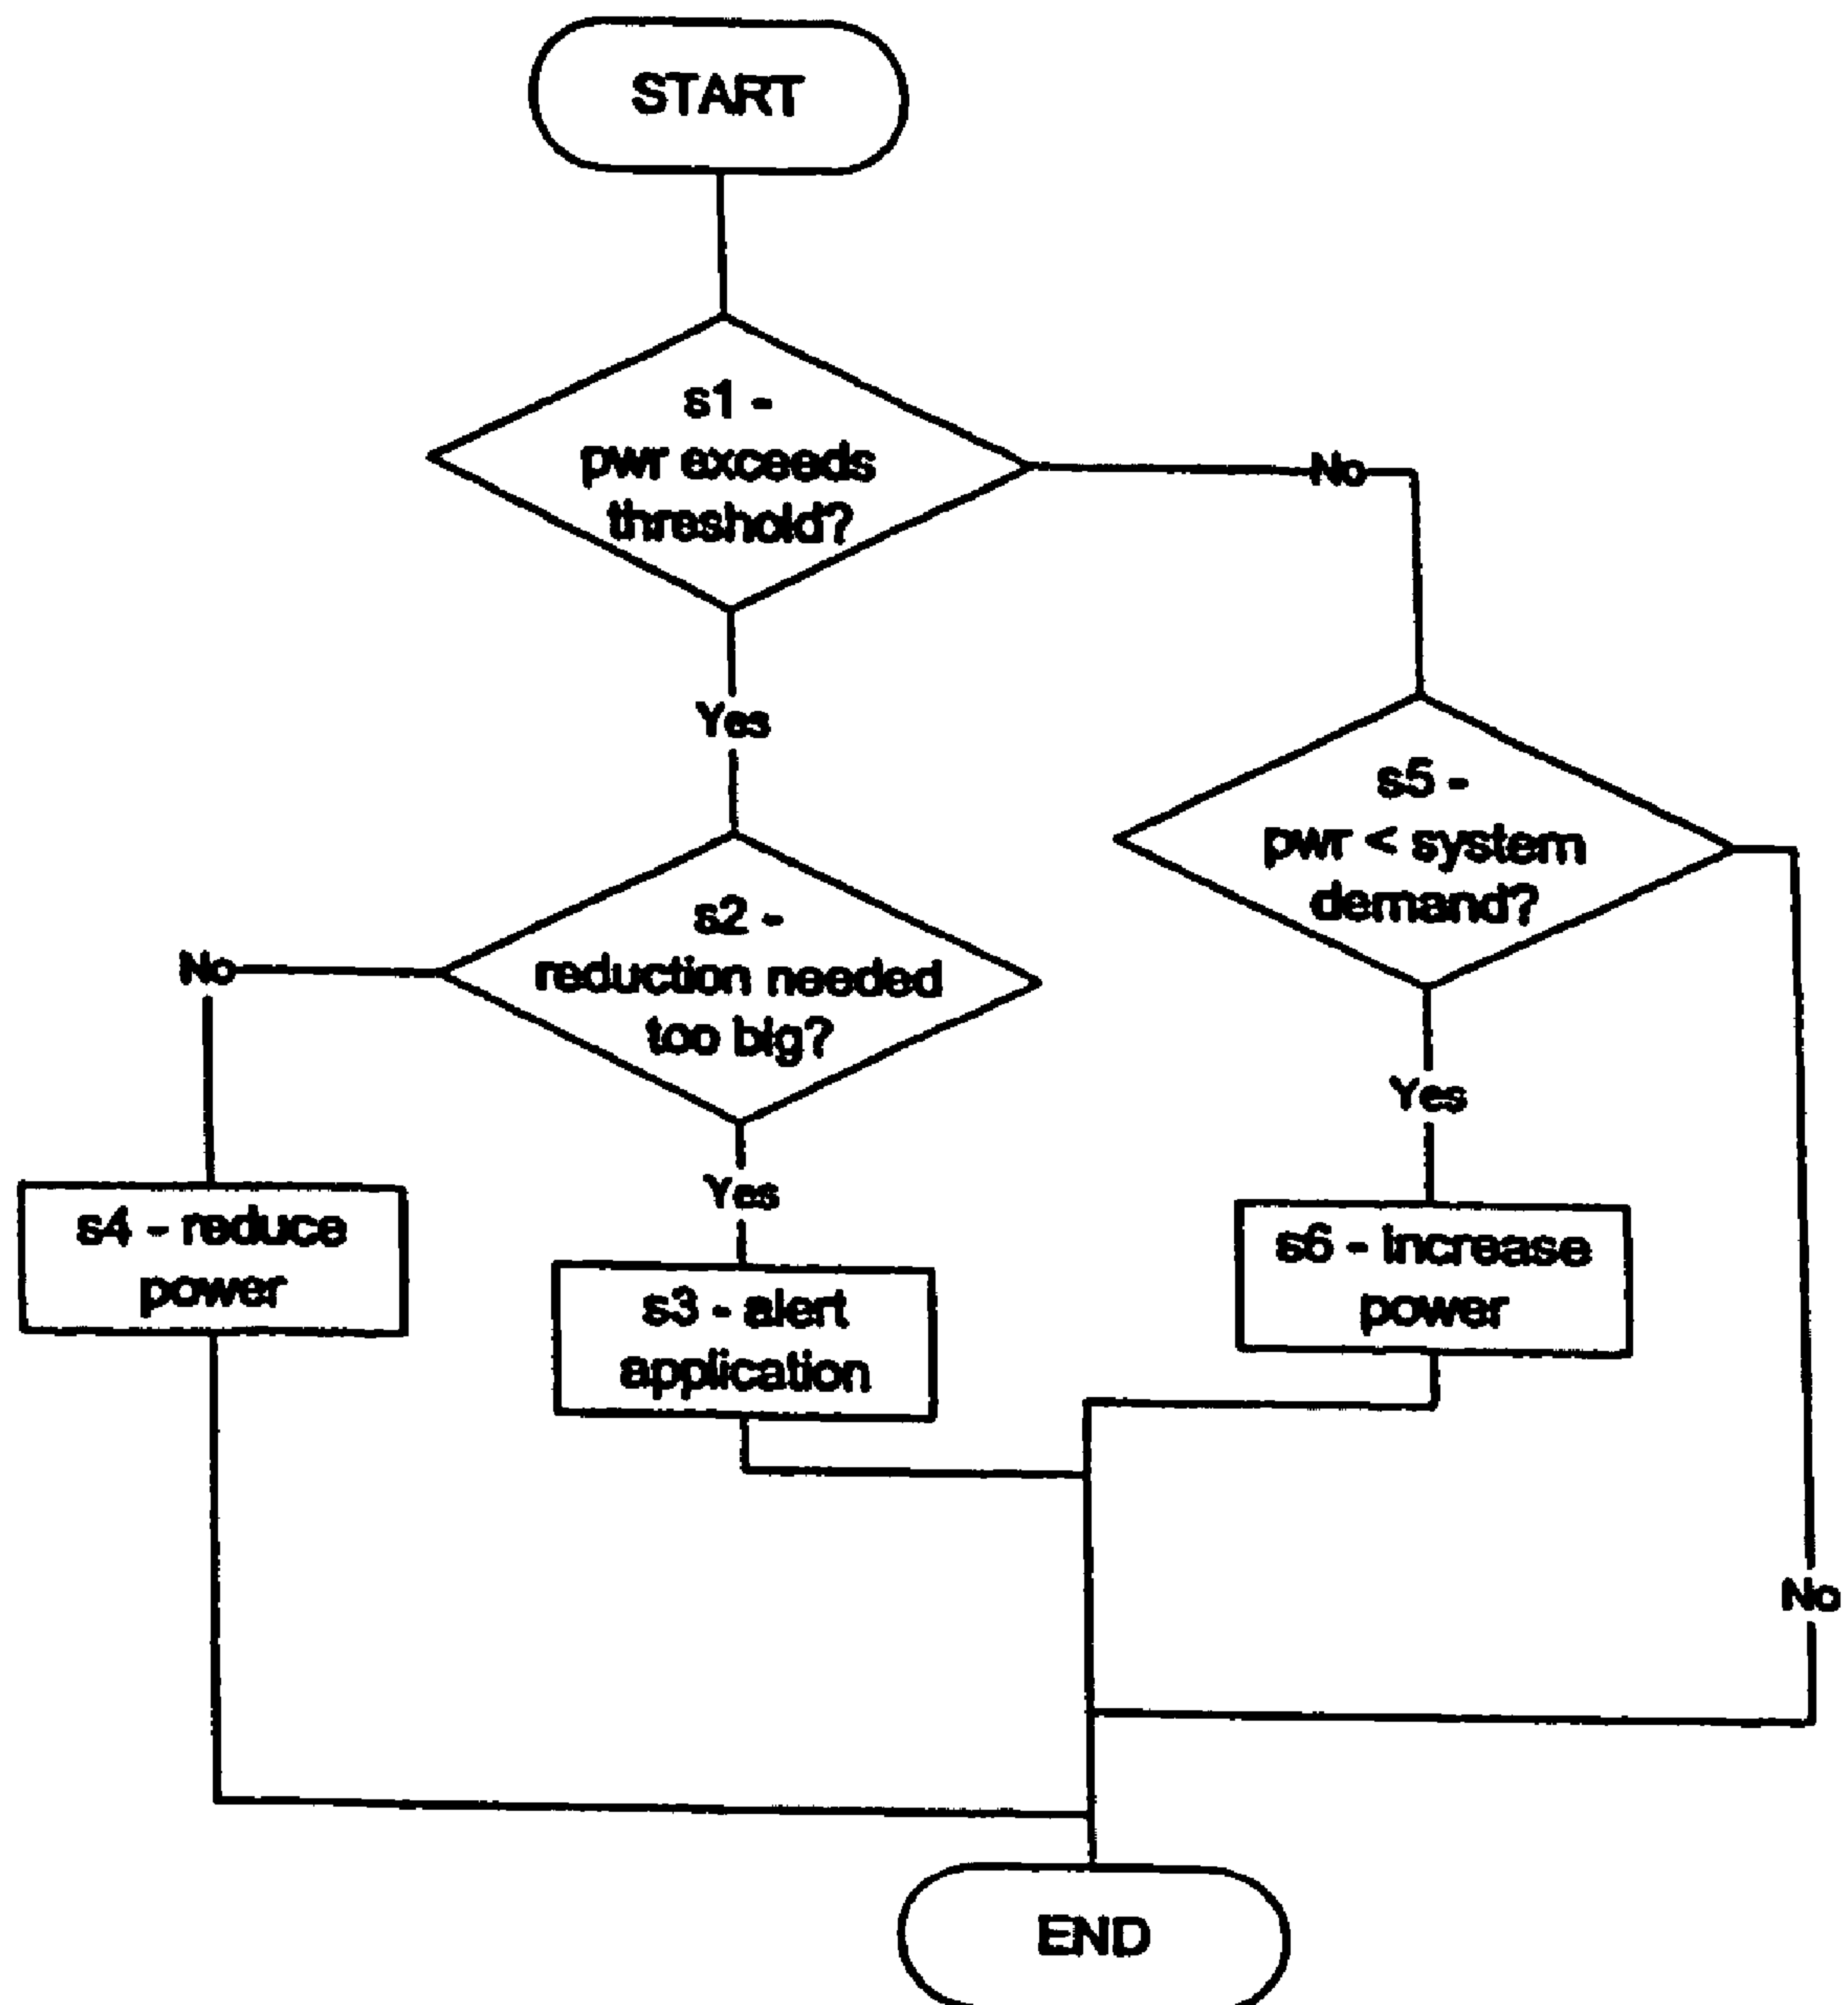 START
s1 -
pwr exceeds
threshold?
No
Yes
s5 -
pwr < system
demand?
s2 -
reduction needed
too big?
No
Yes
Yes
s4 - reduce
power
s3 - alert
application
s6 - increase
power
No
END